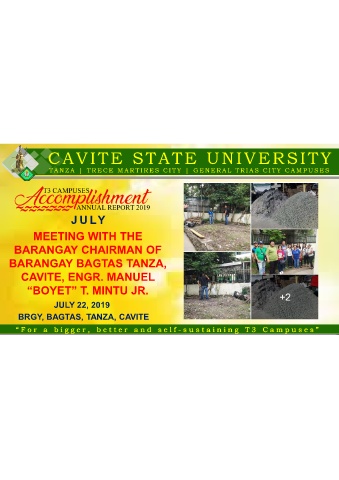 CAVITE STATE UNIVERSITY
TANZA | TRECE MARTIRES CITY | GENERAL TRIAS CITY CAMPUSES
T3 CAMPUSES
Accomplishment
ANNUAL REPORT 2019
JULY
MEETING WITH THE
BARANGAY CHAIRMAN OF
BARANGAY BAGTAS TANZA,
CAVITE, ENGR. MANUEL
“BOYET” T. MINTU JR.
JULY 22, 2019
BRGY, BAGTAS, TANZA, CAVITE
+2
"For a bigger, better and self-sustaining T3 Campuses"